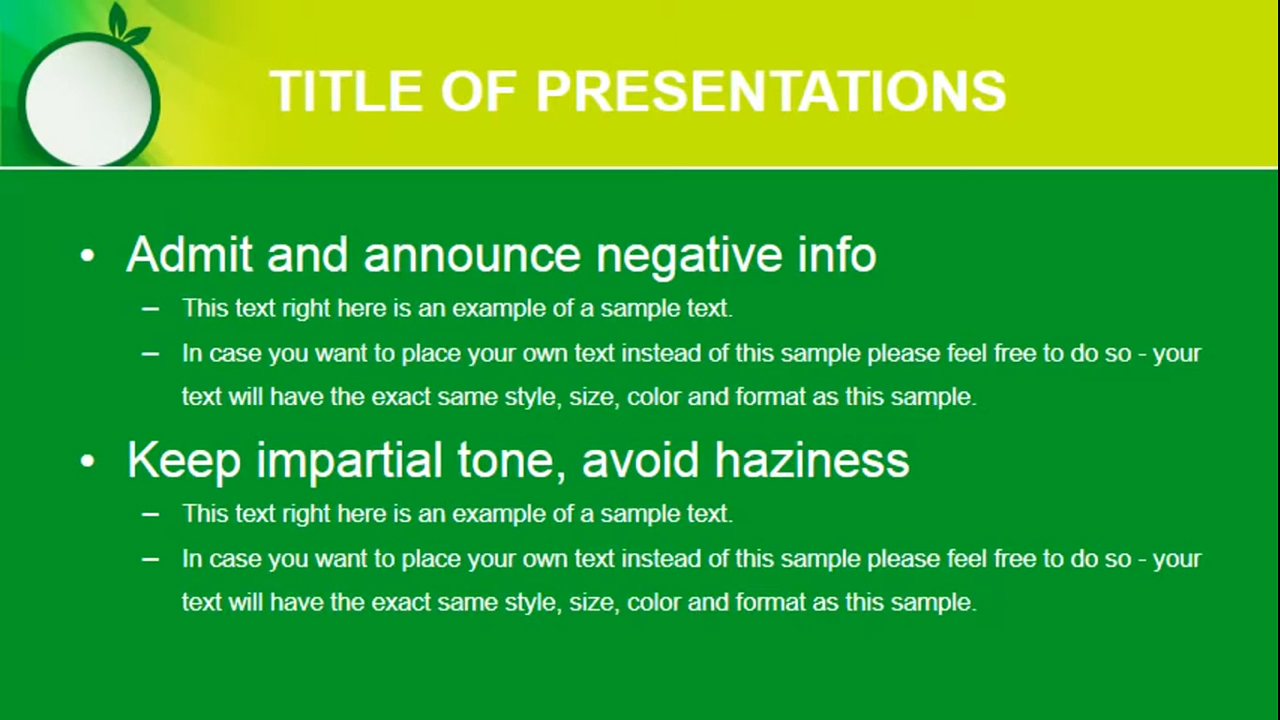 TITLE OF PRESENTATIONS
• Admit and announce negative info
– This text right here is an example of a sample text.
– In case you want to place your own text instead of this sample please feel free to do so - your
text will have the exact same style, size, color and format as this sample.
• Keep impartial tone, avoid haziness
– This text right here is an example of a sample text.
– In case you want to place your own text instead of this sample please feel free to do so - your
text will have the exact same style, size, color and format as this sample.